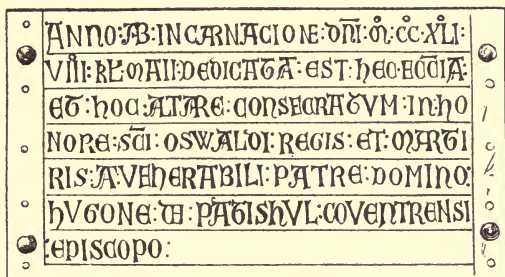 ANNO: AB: INCARNACIONE: DNI: M: CC: XLI:
VIII: KL: MAII: DEDICATA: EST: HEC: ECCIA:
ET: HOC: ALTARE: CONSECRATVM: IN: HO
NORE: SCI: OSWALDI: REGIS: ET: MARTI
RIS: A: VENERABILI: PATRE: DOMINO:
HVGONE: DE: PATISHVL: COVENTRENSI
:EPISCOPO: